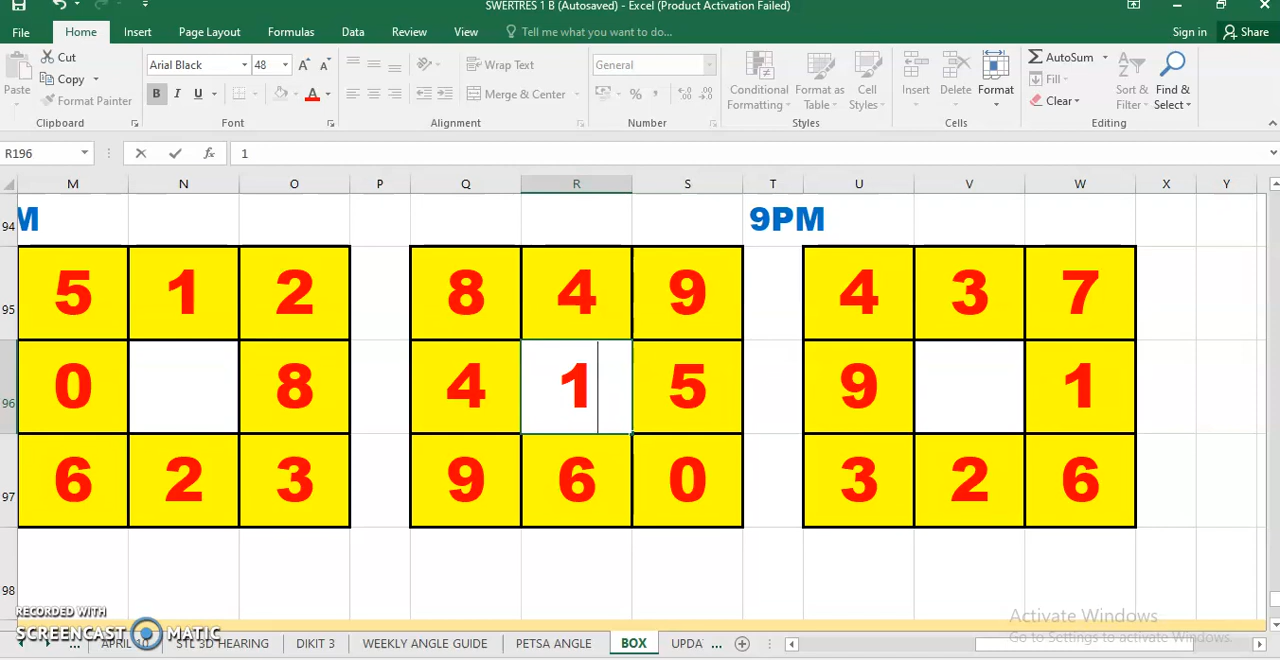 SWERTRES 1 B (Autosaved) - Excel (Product Activation Failed)
File Home Insert Page Layout Formulas Data Review View Tell me what you want to do... Sign in Share
Paste Cut Copy Format Painter
Arial Black 48
B I U A
Wrap Text
Merge & Center
General
% ,
Conditional Formatting Format as Table Cell Styles
Insert Delete Format
AutoSum Fill Clear
Sort & Filter Find & Select
Clipboard Font Alignment Number Styles Cells Editing
R196 fx 1
M N O P Q R S T U V W X Y
94 M 9PM
95 5 1 2 8 4 9 4 3 7
96 0 8 4 1 5 9 1
97 6 2 3 9 6 0 3 2 6
98
RECORDED WITH
SCREENCAST MATIC
Activate Windows
Go to Settings to activate Windows.
... APRIL 10 STL 3D HEARING DIKIT 3 WEEKLY ANGLE GUIDE PETSA ANGLE BOX UPDA ...